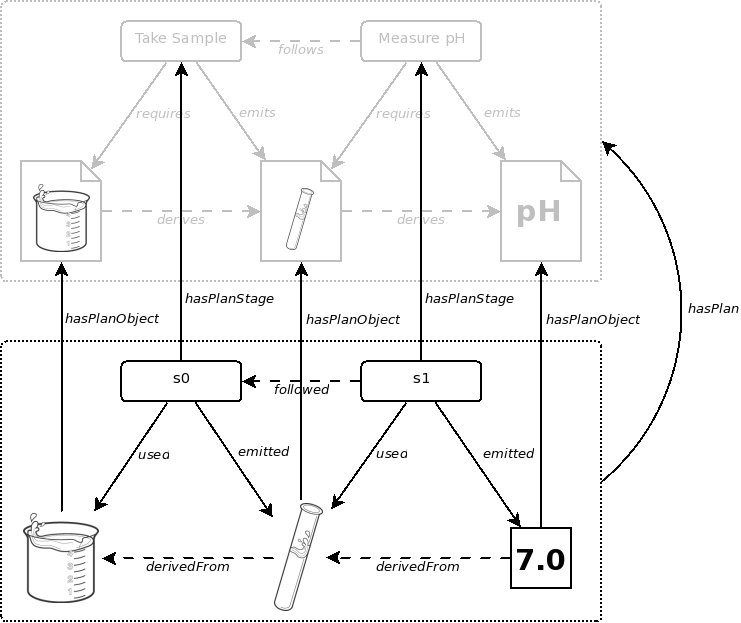 Take Sample
Measure pH
follows
requires
emits
requires
emits
pH
derives
derives
hasPlanStage
hasPlanStage
hasPlan
hasPlanObject
hasPlanObject
hasPlanObject
s0
s1
followed
used
emitted
used
emitted
7.0
derivedFrom
derivedFrom